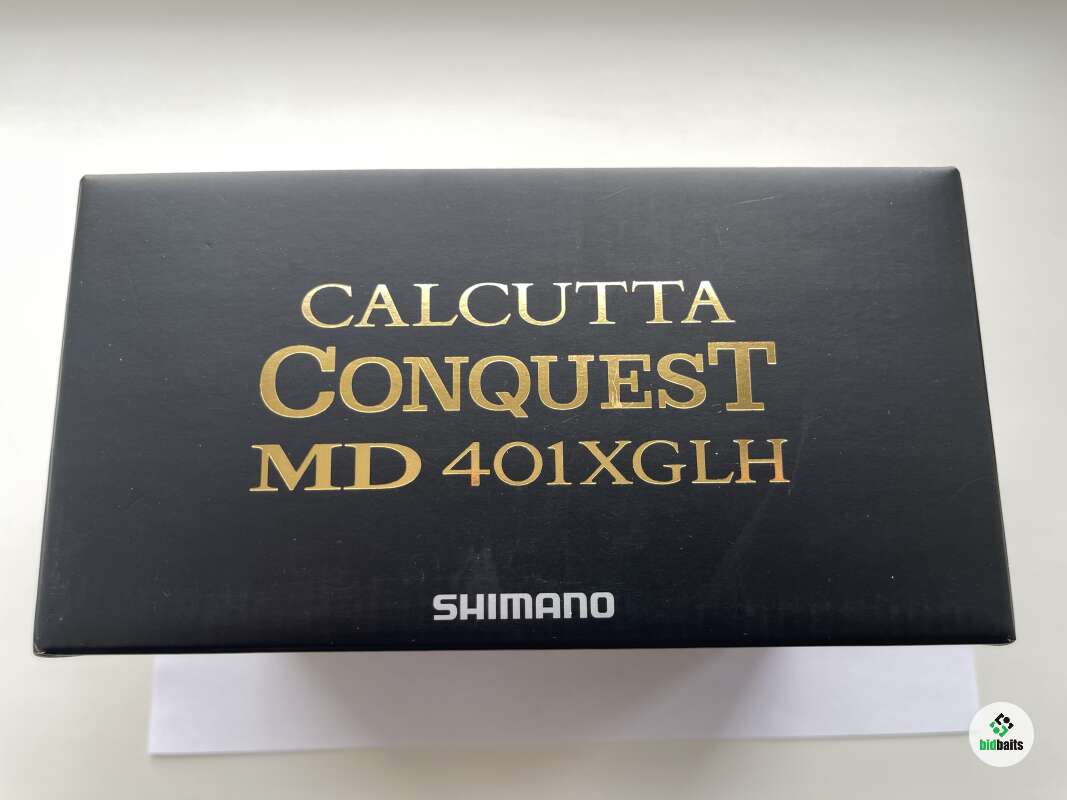 CALCUTTA
CONQUEST
MD 401XGLH
SHIMANO
bidbaits